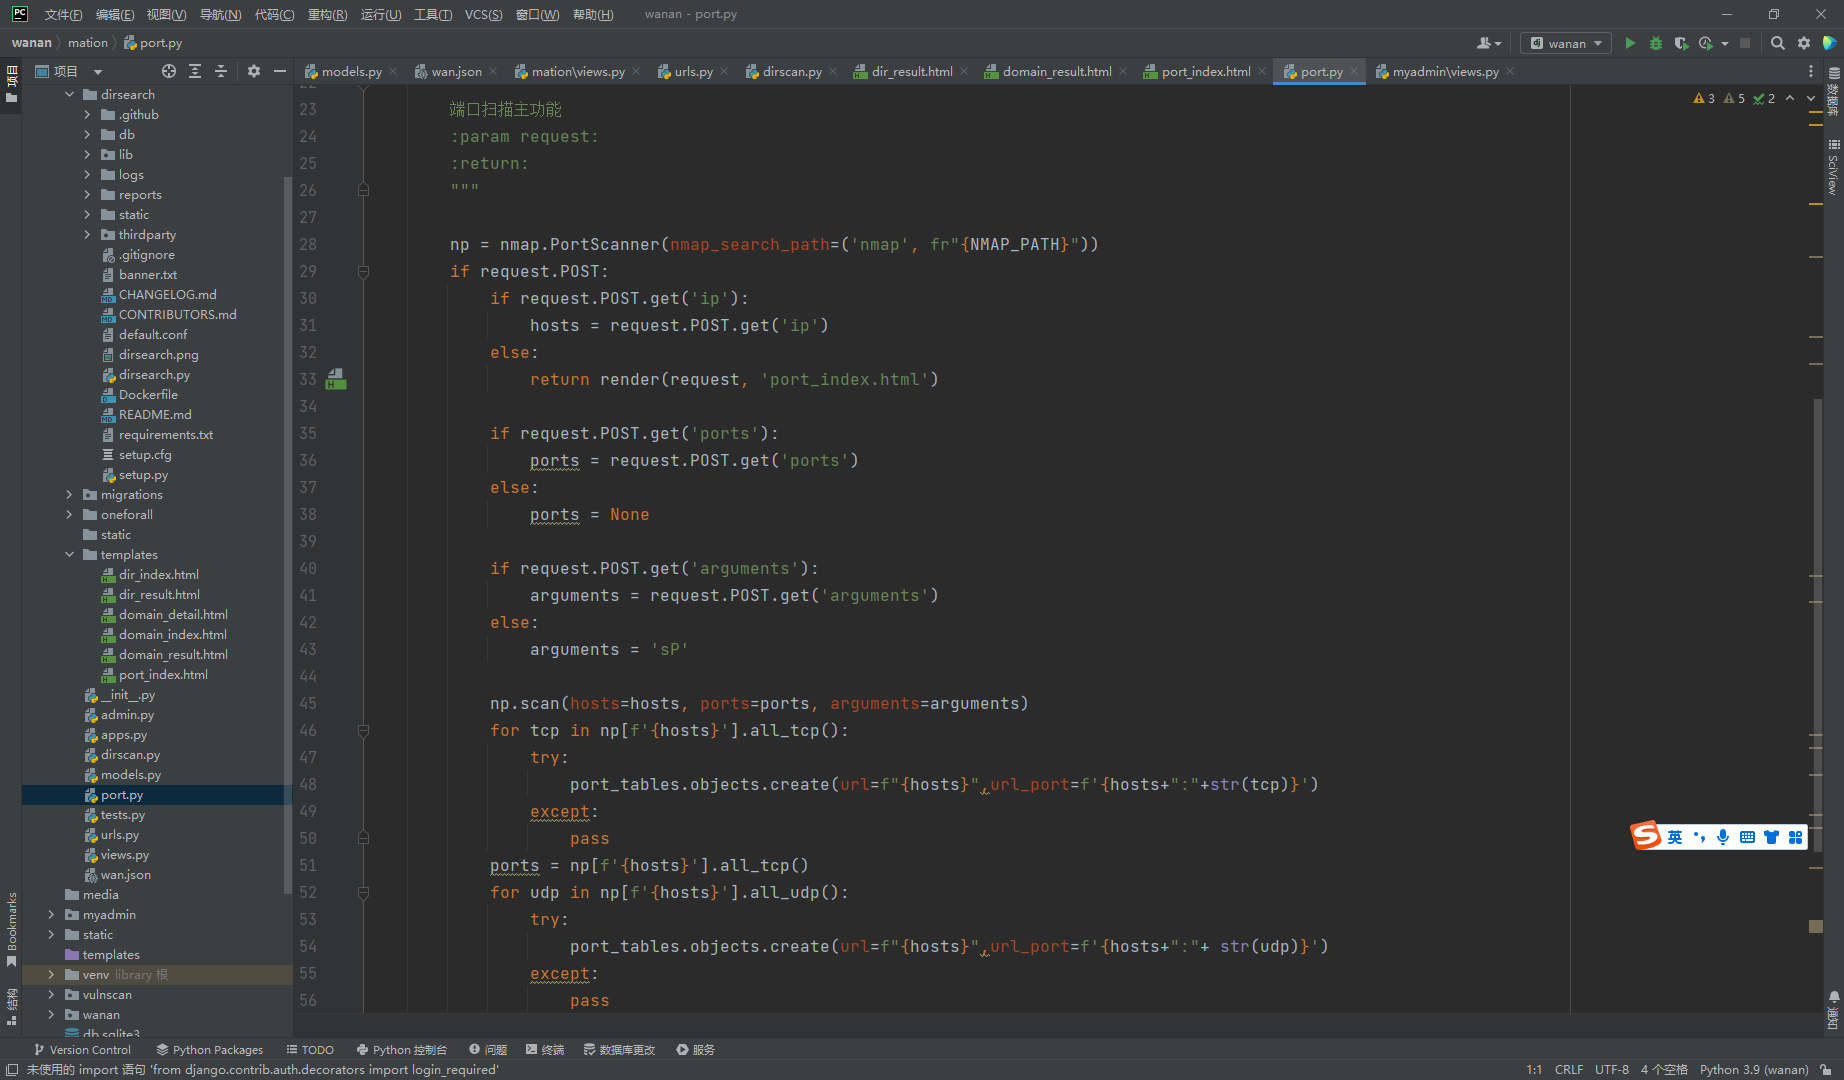 PC 文件(F) 编辑(E) 视图(V) 导航(N) 代码(C) 重构(R) 运行(U) 工具(T) VCS(S) 窗口(W) 帮助(H) wanan - port.py
wanan mation port.py
dj wanan
项目
项目
models.py wan.json mation\views.py urls.py dirscan.py dir_result.html domain_result.html port_index.html port.py myadmin\views.py
数据库
SciView
通知
Bookmarks
结构
dirsearch
.github
db
lib
logs
reports
static
thirdparty
.gitignore
banner.txt
CHANGELOG.md
CONTRIBUTORS.md
default.conf
dirsearch.png
dirsearch.py
Dockerfile
README.md
requirements.txt
setup.cfg
setup.py
migrations
oneforall
static
templates
dir_index.html
dir_result.html
domain_detail.html
domain_index.html
domain_result.html
port_index.html
__init__.py
admin.py
apps.py
dirscan.py
models.py
port.py
tests.py
urls.py
views.py
wan.json
media
myadmin
static
templates
venv library 根
vulnscan
wanan
db.sqlite3
3 5 2
23 端口扫描主功能
24 :param request:
25 :return:
26 """
27
28 np = nmap.PortScanner(nmap_search_path=('nmap', fr"{NMAP_PATH}"))
29 if request.POST:
30 if request.POST.get('ip'):
31 hosts = request.POST.get('ip')
32 else:
33 return render(request, 'port_index.html')
34
35 if request.POST.get('ports'):
36 ports = request.POST.get('ports')
37 else:
38 ports = None
39
40 if request.POST.get('arguments'):
41 arguments = request.POST.get('arguments')
42 else:
43 arguments = 'sP'
44
45 np.scan(hosts=hosts, ports=ports, arguments=arguments)
46 for tcp in np[f'{hosts}'].all_tcp():
47 try:
48 port_tables.objects.create(url=f"{hosts}",url_port=f'{hosts+":"+str(tcp)}')
49 except:
50 pass
51 ports = np[f'{hosts}'].all_tcp()
52 for udp in np[f'{hosts}'].all_udp():
53 try:
54 port_tables.objects.create(url=f"{hosts}",url_port=f'{hosts+":"+ str(udp)}')
55 except:
56 pass
S 英
Version Control Python Packages TODO Python 控制台 问题 终端 数据库更改 服务
未使用的 import 语句 'from django.contrib.auth.decorators import login_required' 1:1 CRLF UTF-8 4 个空格 Python 3.9 (wanan)